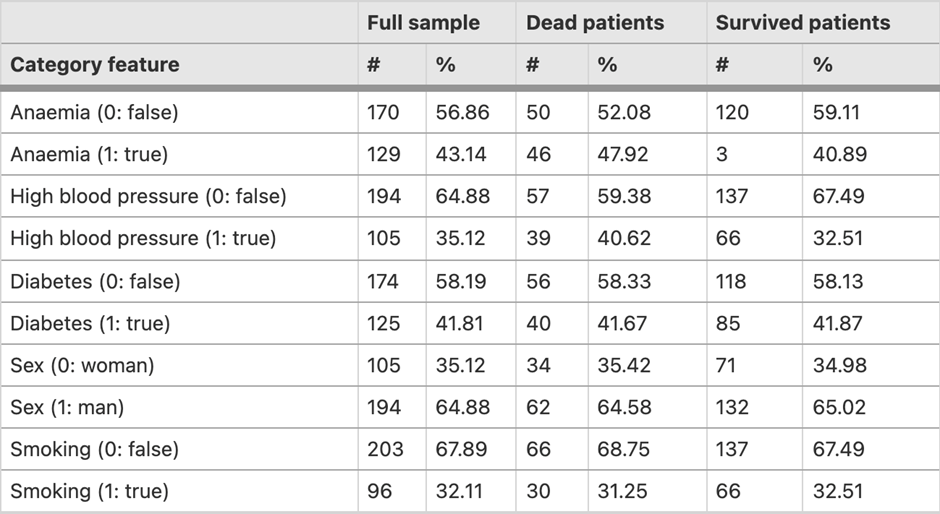 Full sample Dead patients Survived patients
Category feature # % # % # %
Anaemia (0: false) 170 56.86 50 52.08 120 59.11
Anaemia (1: true) 129 43.14 46 47.92 3 40.89
High blood pressure (0: false) 194 64.88 57 59.38 137 67.49
High blood pressure (1: true) 105 35.12 39 40.62 66 32.51
Diabetes (0: false) 174 58.19 56 58.33 118 58.13
Diabetes (1: true) 125 41.81 40 41.67 85 41.87
Sex (0: woman) 105 35.12 34 35.42 71 34.98
Sex (1: man) 194 64.88 62 64.58 132 65.02
Smoking (0: false) 203 67.89 66 68.75 137 67.49
Smoking (1: true) 96 32.11 30 31.25 66 32.51